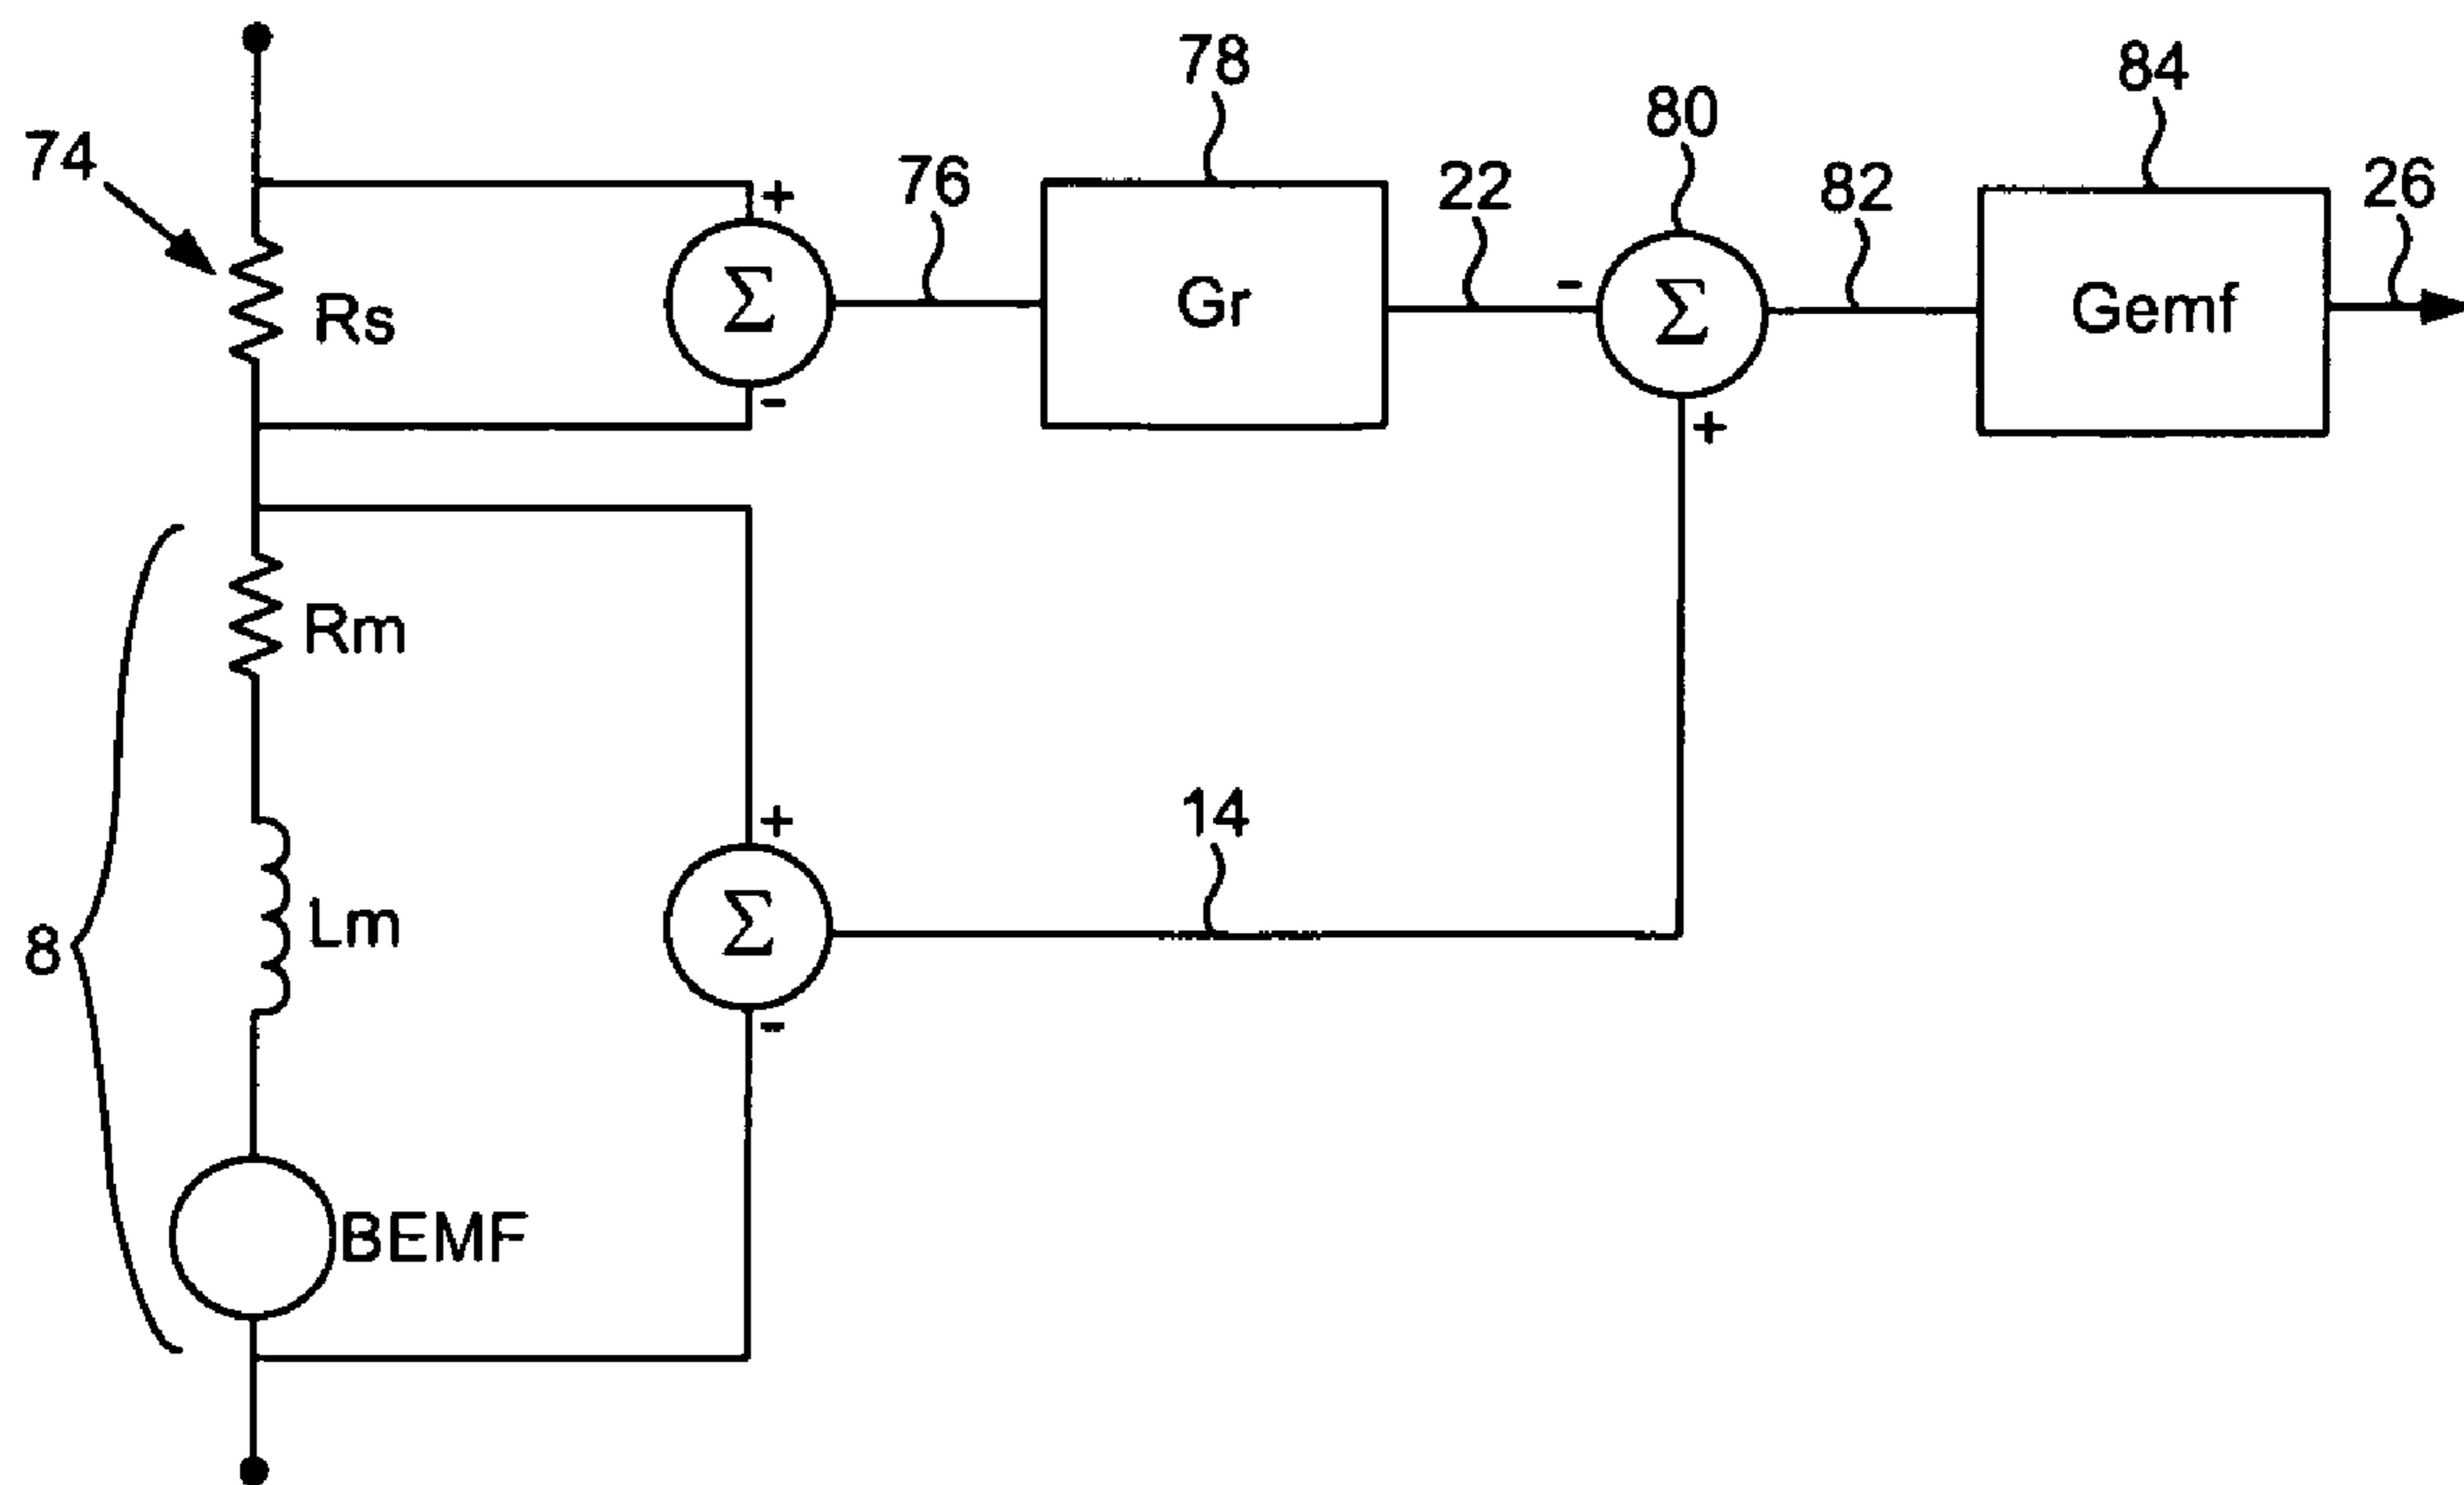 78
84
80
74
76
22
82
26
+
Σ
Rs
Gr
-
Σ
Gemf
-
+
Rm
14
+
8
Lm
Σ
-
BEMF